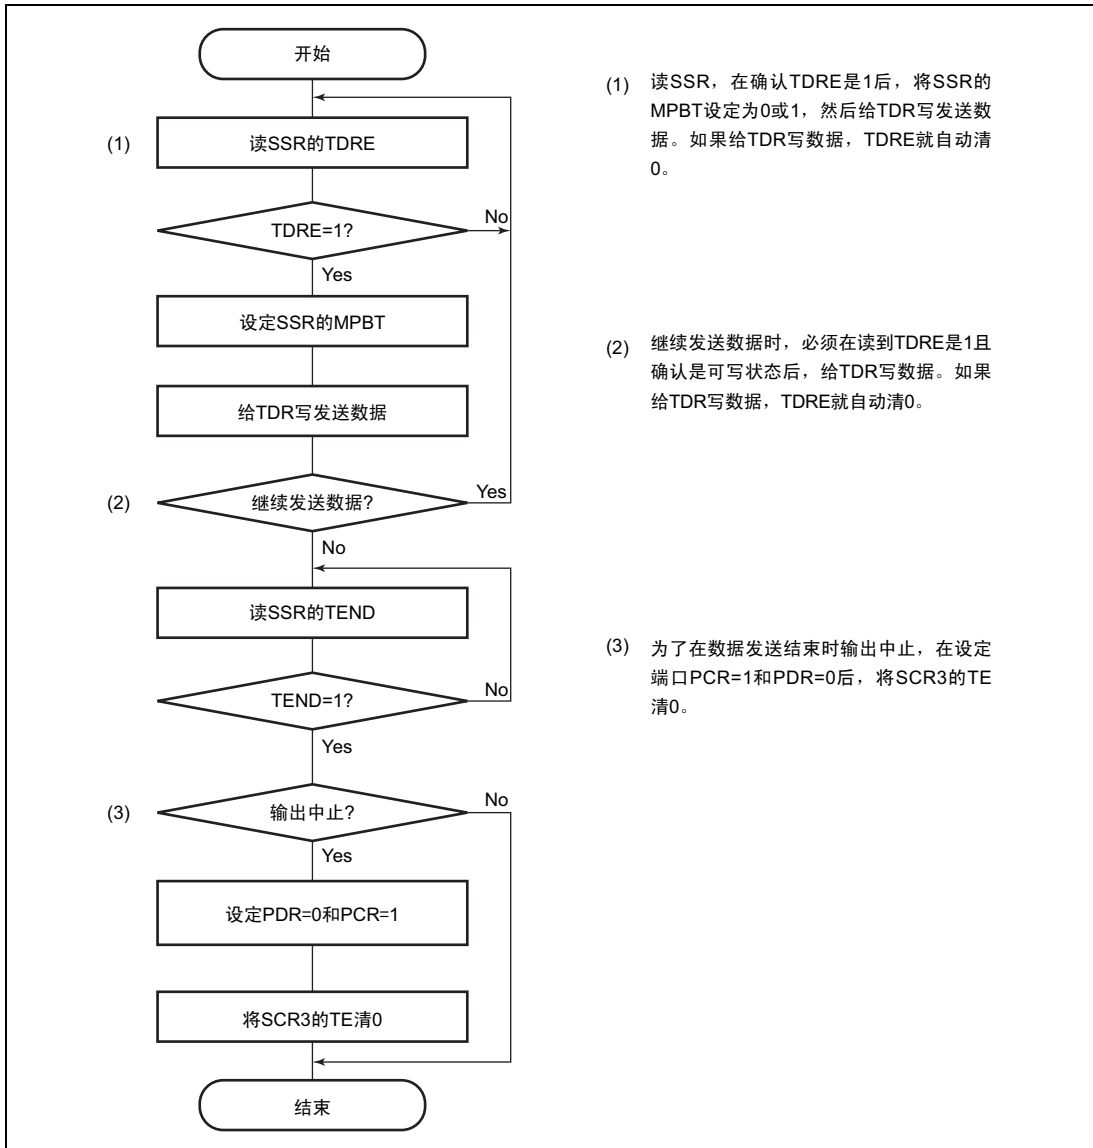 开始
(1)
读SSR的TDRE
TDRE=1?
No
Yes
设定SSR的MPBT
给TDR写发送数据
(2)
继续发送数据?
Yes
No
读SSR的TEND
TEND=1?
No
Yes
(3)
输出中止?
No
Yes
设定PDR=0和PCR=1
将SCR3的TE清0
结束
(1) 读SSR，在确认TDRE是1后，将SSR的
MPBT设定为0或1，然后给TDR写发送数
据。如果给TDR写数据，TDRE就自动清
0。
(2) 继续发送数据时，必须在读到TDRE是1且
确认是可写状态后，给TDR写数据。如果
给TDR写数据，TDRE就自动清0。
(3) 为了在数据发送结束时输出中止，在设定
端口PCR=1和PDR=0后，将SCR3的TE
清0。